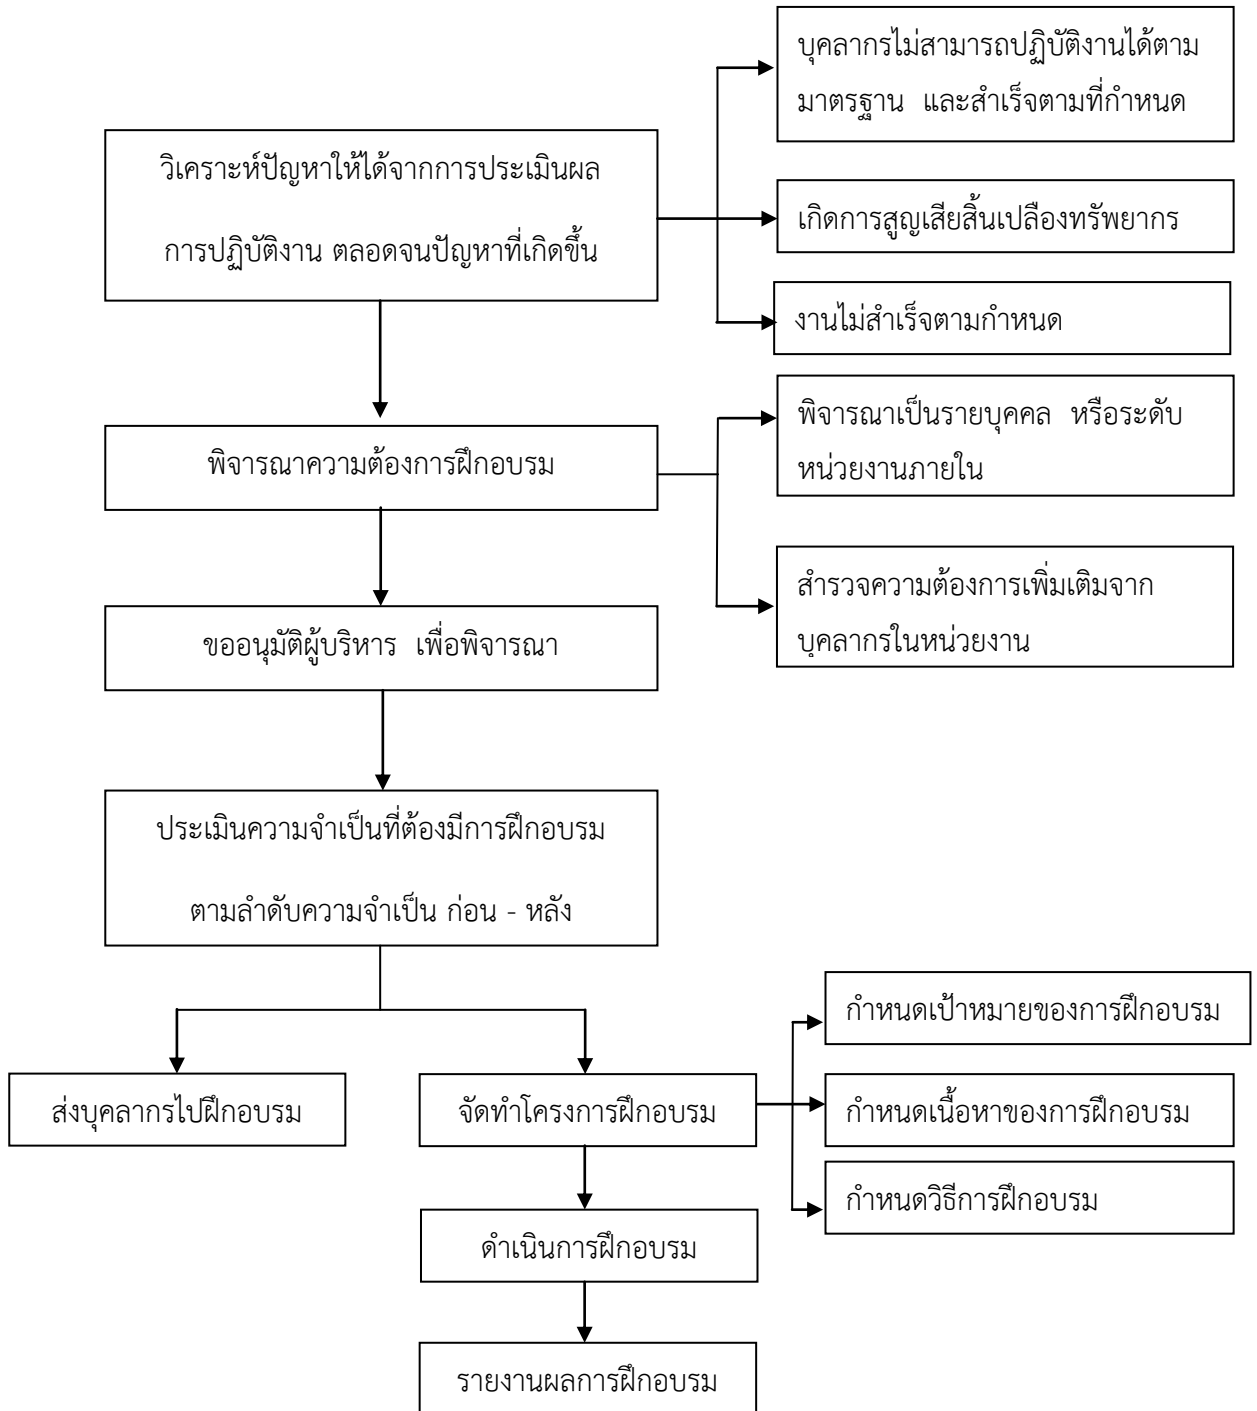 บุคลากรไม่สามารถปฏิบัติงานได้ตาม
มาตรฐาน และสำเร็จตามที่กำหนด
วิเคราะห์ปัญหาให้ได้จากการประเมินผล
การปฏิบัติงาน ตลอดจนปัญหาที่เกิดขึ้น
เกิดการสูญเสียสิ้นเปลืองทรัพยากร
งานไม่สำเร็จตามกำหนด
พิจารณาความต้องการฝึกอบรม
พิจารณาเป็นรายบุคคล หรือระดับ
หน่วยงานภายใน
สำรวจความต้องการเพิ่มเติมจาก
บุคลากรในหน่วยงาน
ขออนุมัติผู้บริหาร เพื่อพิจารณา
ประเมินความจำเป็นที่ต้องมีการฝึกอบรม
ตามลำดับความจำเป็น ก่อน - หลัง
ส่งบุคลากรไปฝึกอบรม
จัดทำโครงการฝึกอบรม
กำหนดเป้าหมายของการฝึกอบรม
กำหนดเนื้อหาของการฝึกอบรม
กำหนดวิธีการฝึกอบรม
ดำเนินการฝึกอบรม
รายงานผลการฝึกอบรม